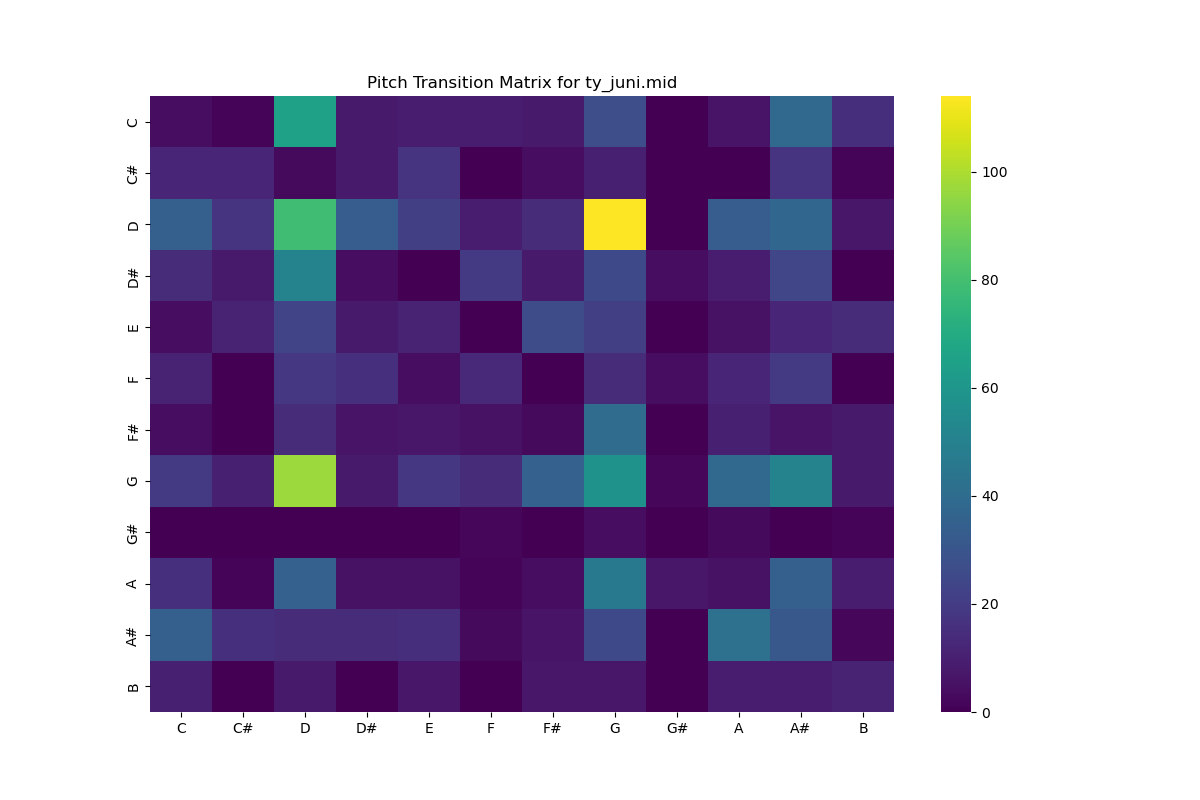 Pitch Transition Matrix for ty_juni.mid
C
C#
D
D#
E
F
F#
G
G#
A
A#
B
C C# D D# E F F# G G# A A# B
100
80
60
40
20
0